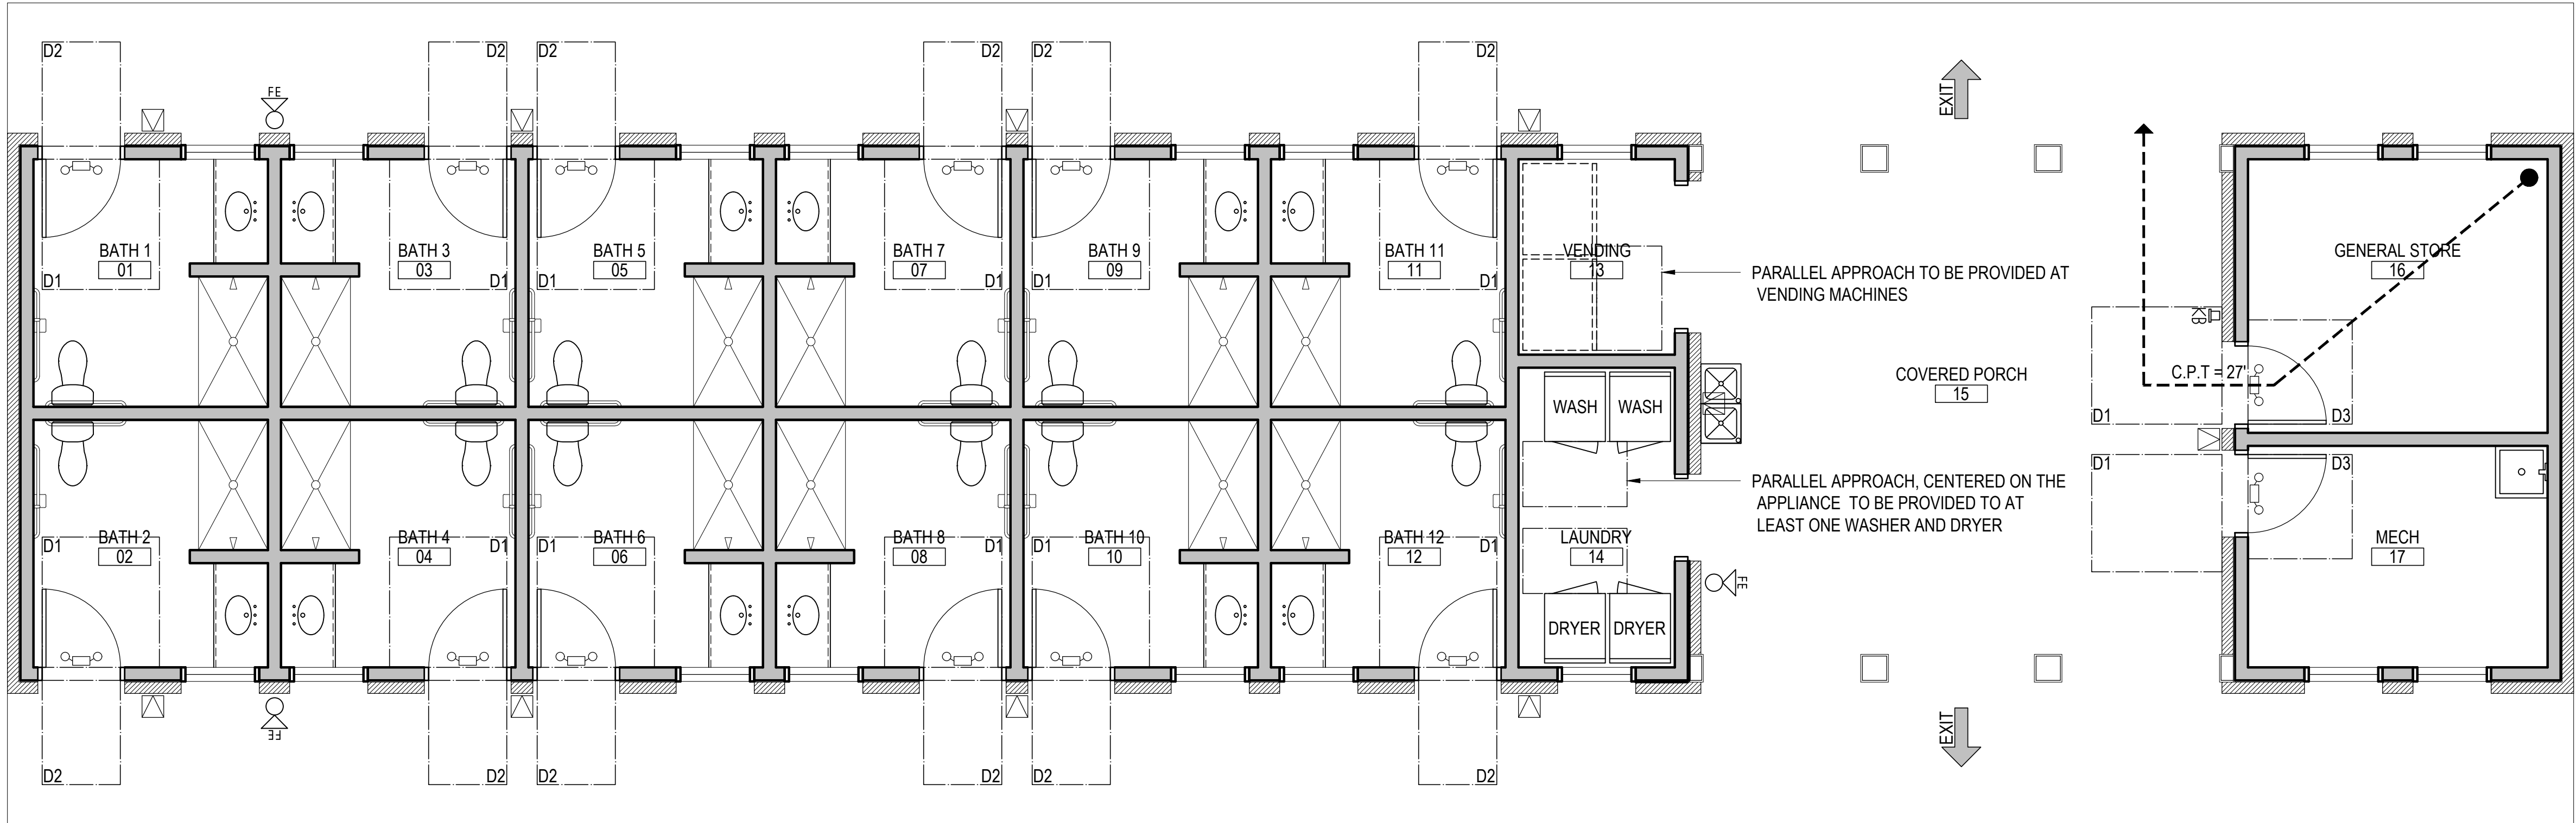 D2
D2
D2
D2
D2
D2
FE
EXIT
BATH 1
01
D1
BATH 3
03
D1
BATH 5
05
D1
BATH 7
07
D1
BATH 9
09
D1
BATH 11
11
D1
VENDING
13
PARALLEL APPROACH TO BE PROVIDED AT
VENDING MACHINES
GENERAL STORE
16
KB
COVERED PORCH
15
C.P.T = 27'
D1
D3
WASH
WASH
D1
D3
PARALLEL APPROACH, CENTERED ON THE
APPLIANCE TO BE PROVIDED TO AT
LEAST ONE WASHER AND DRYER
BATH 2
02
D1
BATH 4
04
D1
BATH 6
06
D1
BATH 8
08
D1
BATH 10
10
D1
BATH 12
12
D1
LAUNDRY
14
MECH
17
FE
DRYER
DRYER
FE
EXIT
D2
D2
D2
D2
D2
D2